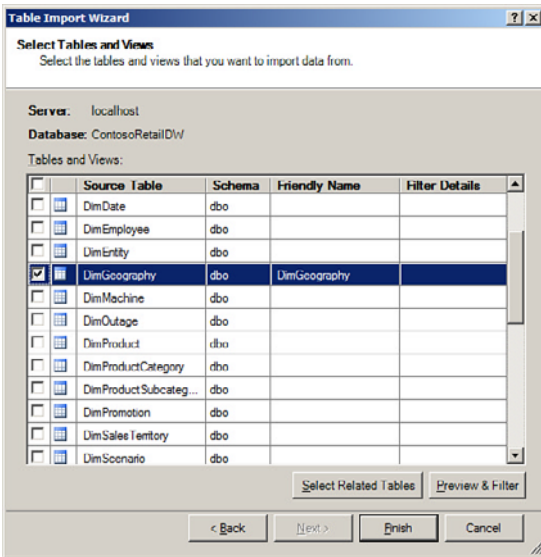 Table Import Wizard
Select Tables and Views
Select the tables and views that you want to import data from.
Server: localhost
Database: ContosoRetailDW
Tables and Views:
Source Table Schema Friendly Name Filter Details
DimDate dbo
DimEmployee dbo
DimEntity dbo
DimGeography dbo DimGeography
DimMachine dbo
DimOutage dbo
DimProduct dbo
DimProductCategory dbo
DimProductSubcateg... dbo
DimPromotion dbo
DimSalesTerritory dbo
DimScenario dbo
Select Related Tables Preview & Filter
< Back Next > Finish Cancel